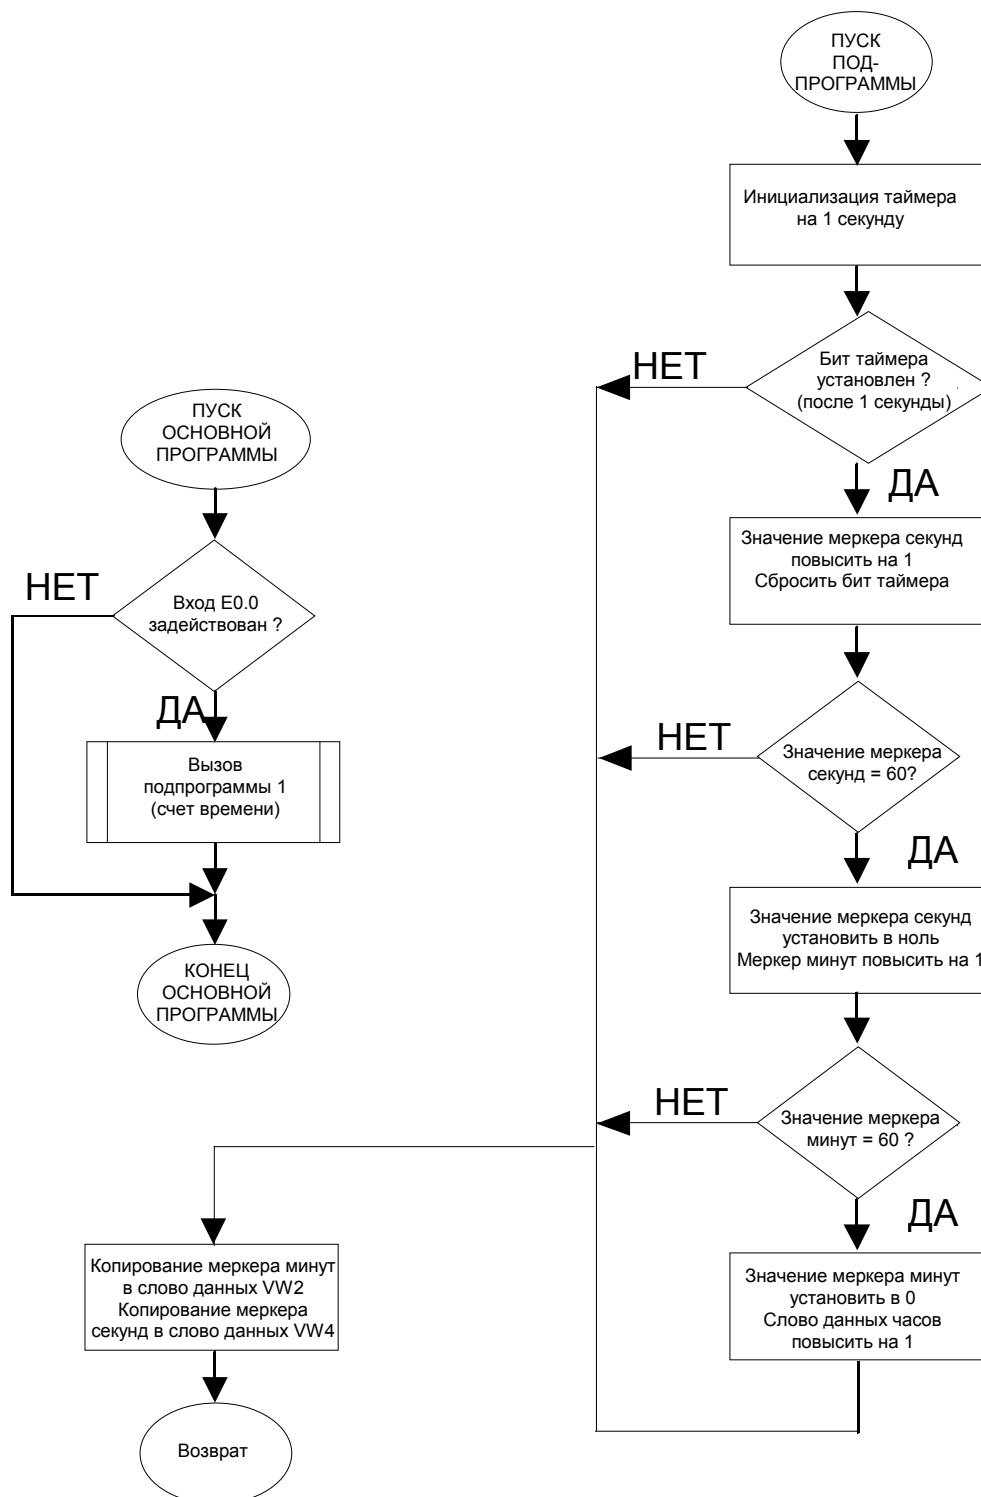 ПУСК
ПОД-
ПРОГРАММЫ
Инициализация таймера
на 1 секунду
Бит таймера
установлен ?
(после 1 секунды)
НЕТ
ДА
Значение меркера секунд
повысить на 1
Сбросить бит таймера
Значение меркера
секунд = 60?
НЕТ
ДА
Значение меркера секунд
установить в ноль
Меркер минут повысить на 1
Значение меркера
минут = 60 ?
НЕТ
ДА
Значение меркера минут
установить в 0
Слово данных часов
повысить на 1
ПУСК
ОСНОВНОЙ
ПРОГРАММЫ
НЕТ
Вход E0.0
задействован ?
ДА
Вызов
подпрограммы 1
(счет времени)
КОНЕЦ
ОСНОВНОЙ
ПРОГРАММЫ
Копирование меркера минут
в слово данных VW2
Копирование меркера
секунд в слово данных VW4
Возврат